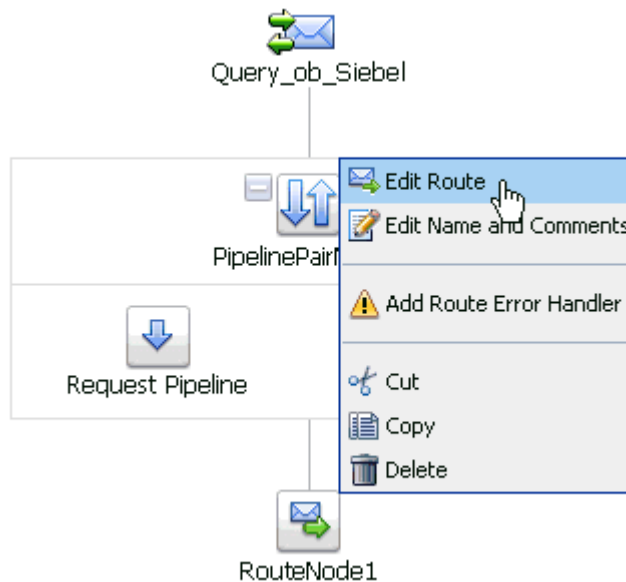 Query_ob_Siebel
Edit Route
Edit Name and Comments
PipelinePair
Add Route Error Handler
Request Pipeline
Cut
Copy
Delete
RouteNode1